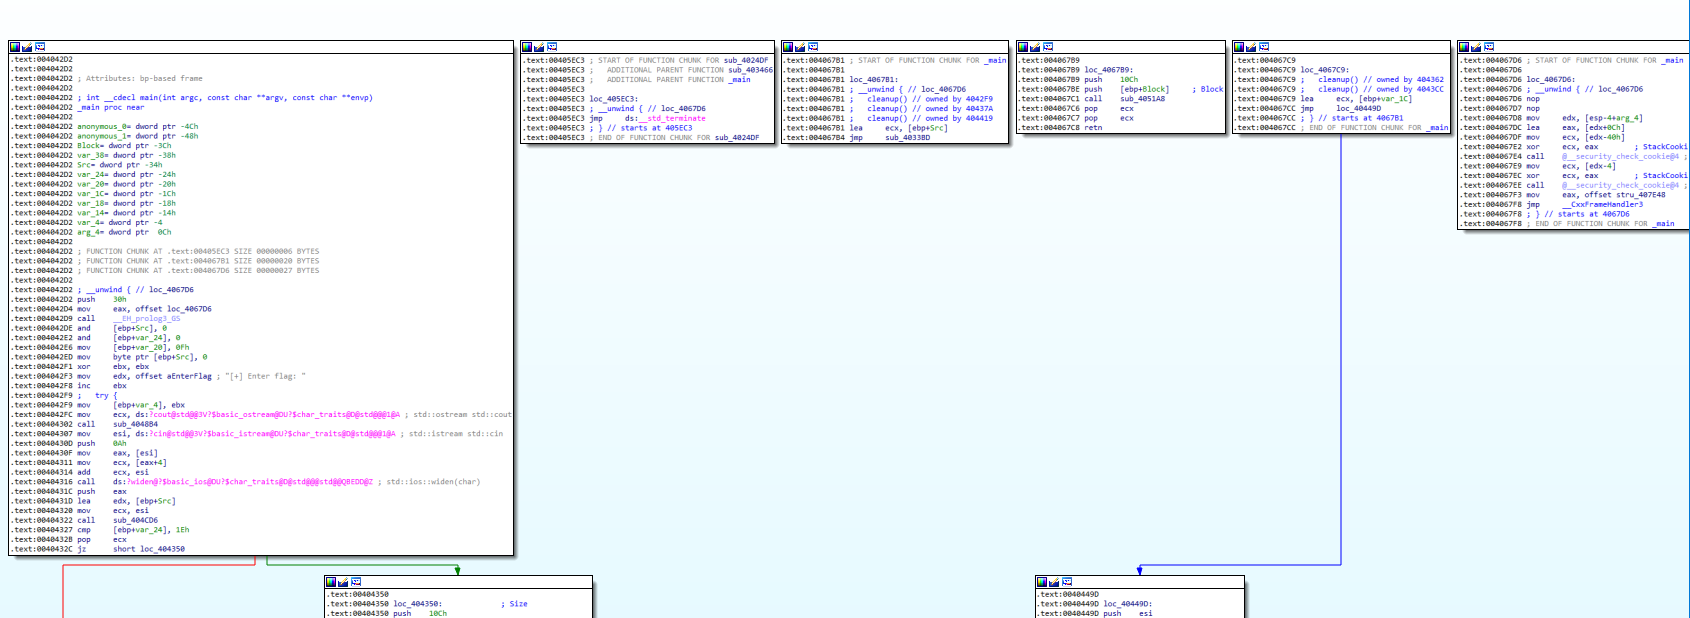 .text:004042D2
.text:004042D2
.text:004042D2 ; Attributes: bp-based frame
.text:004042D2
.text:004042D2 ; int __cdecl main(int argc, const char **argv, const char **envp)
.text:004042D2 _main proc near
.text:004042D2
.text:004042D2 anonymous_0= dword ptr -4Ch
.text:004042D2 anonymous_1= dword ptr -48h
.text:004042D2 Block= dword ptr -3Ch
.text:004042D2 var_38= dword ptr -38h
.text:004042D2 Src= dword ptr -34h
.text:004042D2 var_24= dword ptr -24h
.text:004042D2 var_20= dword ptr -20h
.text:004042D2 var_1C= dword ptr -1Ch
.text:004042D2 var_18= dword ptr -18h
.text:004042D2 var_14= dword ptr -14h
.text:004042D2 var_4= dword ptr -4
.text:004042D2 arg_4= dword ptr  0Ch
.text:004042D2
.text:004042D2 ; FUNCTION CHUNK AT .text:00405EC3 SIZE 00000006 BYTES
.text:004042D2 ; FUNCTION CHUNK AT .text:004067B1 SIZE 00000020 BYTES
.text:004042D2 ; FUNCTION CHUNK AT .text:004067D6 SIZE 00000027 BYTES
.text:004042D2
.text:004042D2 ; __unwind { // loc_4067D6
.text:004042D2 push    30h
.text:004042D4 mov     eax, offset loc_4067D6
.text:004042D9 call    __EH_prolog3_GS
.text:004042DE and     [ebp+Src], 0
.text:004042E2 and     [ebp+var_24], 0
.text:004042E6 mov     [ebp+var_20], 0Fh
.text:004042ED mov     byte ptr [ebp+Src], 0
.text:004042F1 xor     ebx, ebx
.text:004042F3 mov     edx, offset aEnterFlag ; "[+] Enter flag: "
.text:004042F8 inc     ebx
.text:004042F9 ;   try {
.text:004042F9 mov     [ebp+var_4], ebx
.text:004042FC mov     ecx, ds:?cout@std@@3V?$basic_ostream@DU?$char_traits@D@std@@@1@A ; std::ostream std::cout
.text:00404302 call    sub_4048B4
.text:00404307 mov     esi, ds:?cin@std@@3V?$basic_istream@DU?$char_traits@D@std@@@1@A ; std::istream std::cin
.text:0040430D push    0Ah
.text:0040430F mov     eax, [esi]
.text:00404311 mov     ecx, [eax+4]
.text:00404314 add     ecx, esi
.text:00404316 call    ds:?widen@?$basic_ios@DU?$char_traits@D@std@@@std@@QBEDD@Z ; std::ios::widen(char)
.text:0040431C push    eax
.text:0040431D lea     edx, [ebp+Src]
.text:00404320 mov     ecx, esi
.text:00404322 call    sub_404CD6
.text:00404327 cmp     [ebp+var_24], 1Eh
.text:0040432B pop     ecx
.text:0040432C jz      short loc_404350
.text:00405EC3 ; START OF FUNCTION CHUNK FOR sub_4024DF
.text:00405EC3 ;   ADDITIONAL PARENT FUNCTION sub_403466
.text:00405EC3 ;   ADDITIONAL PARENT FUNCTION _main
.text:00405EC3
.text:00405EC3 loc_405EC3:
.text:00405EC3 ; __unwind { // loc_4067D6
.text:00405EC3 jmp     ds:__std_terminate
.text:00405EC3 ; } // starts at 405EC3
.text:00405EC3 ; END OF FUNCTION CHUNK FOR sub_4024DF
.text:004067B1 ; START OF FUNCTION CHUNK FOR _main
.text:004067B1
.text:004067B1 loc_4067B1:
.text:004067B1 ; __unwind { // loc_4067D6
.text:004067B1 ;   cleanup() // owned by 4042F9
.text:004067B1 ;   cleanup() // owned by 40437A
.text:004067B1 ;   cleanup() // owned by 404419
.text:004067B1 lea     ecx, [ebp+Src]
.text:004067B4 jmp     sub_4033BD
.text:004067B9
.text:004067B9 loc_4067B9:
.text:004067B9 push    10Ch
.text:004067BE push    [ebp+Block]     ; Block
.text:004067C1 call    sub_4051A8
.text:004067C6 pop     ecx
.text:004067C7 pop     ecx
.text:004067C8 retn
.text:004067C9
.text:004067C9 loc_4067C9:
.text:004067C9 ;   cleanup() // owned by 404362
.text:004067C9 ;   cleanup() // owned by 4043CC
.text:004067C9 lea     ecx, [ebp+var_1C]
.text:004067CC jmp     loc_40449D
.text:004067CC ; } // starts at 4067B1
.text:004067CC ; END OF FUNCTION CHUNK FOR _main
.text:004067D6 ; START OF FUNCTION CHUNK FOR _main
.text:004067D6
.text:004067D6 loc_4067D6:
.text:004067D6 ; __unwind { // loc_4067D6
.text:004067D6 nop
.text:004067D7 nop
.text:004067D8 mov     edx, [esp-4+arg_4]
.text:004067DC lea     eax, [edx+0Ch]
.text:004067DF mov     ecx, [edx-40h]
.text:004067E2 xor     ecx, eax        ; StackCooki
.text:004067E4 call    @__security_check_cookie@4 ;
.text:004067E9 mov     ecx, [edx-4]
.text:004067EC xor     ecx, eax        ; StackCooki
.text:004067EE call    @__security_check_cookie@4 ;
.text:004067F3 mov     eax, offset stru_407E48
.text:004067F8 jmp     __CxxFrameHandler3
.text:004067F8 ; } // starts at 4067D6
.text:004067F8 ; END OF FUNCTION CHUNK FOR _main
.text:00404350
.text:00404350 loc_404350:             ; Size
.text:00404350 push    10Ch
.text:0040449D
.text:0040449D loc_40449D:
.text:0040449D push    esi